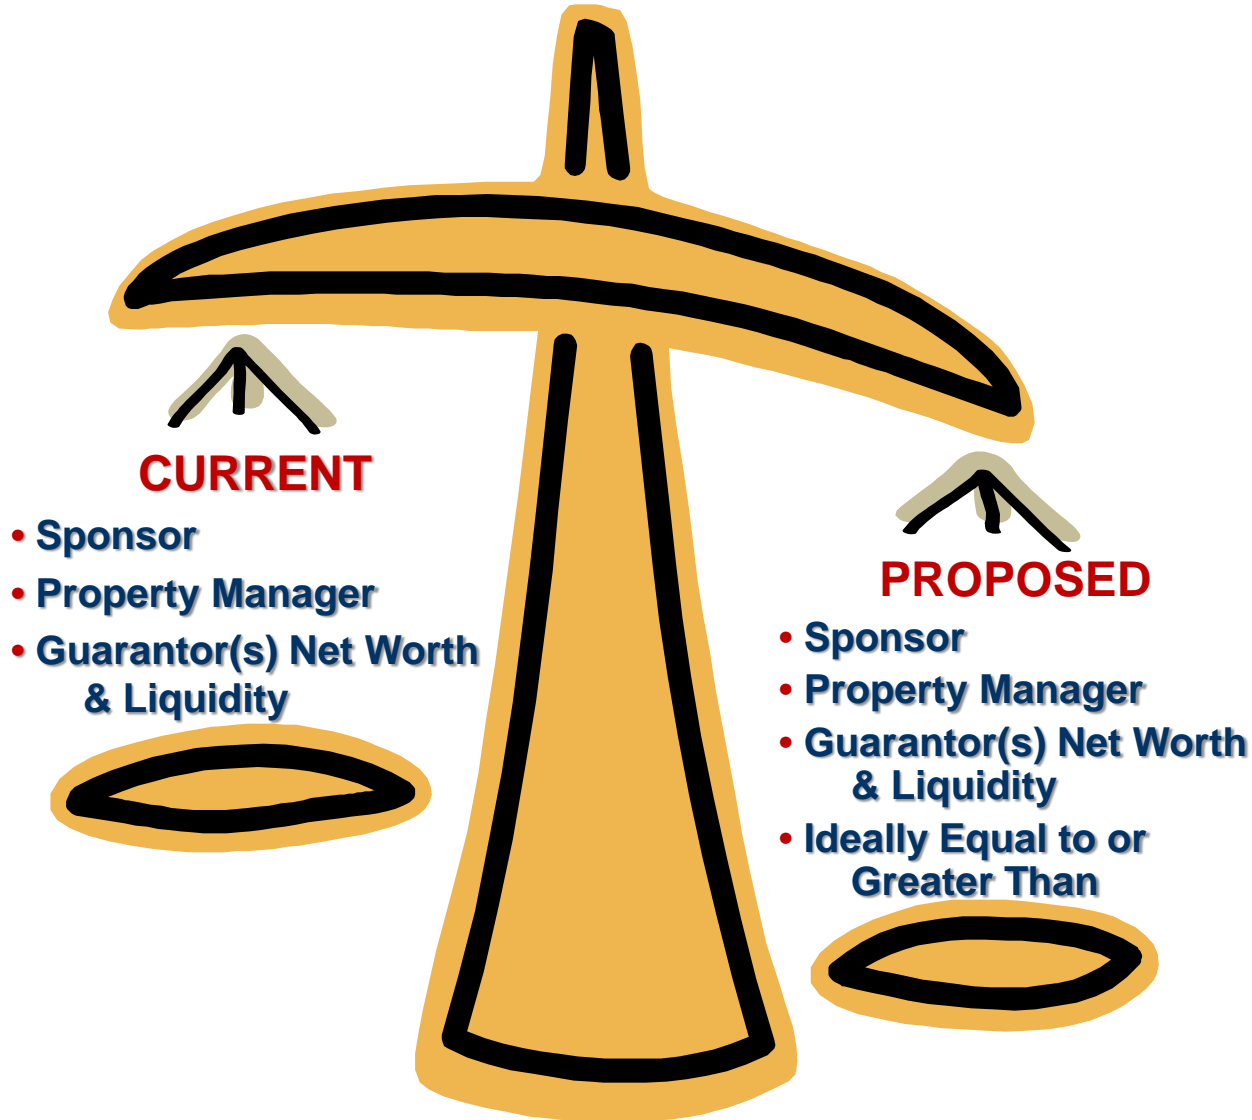 CURRENT
• Sponsor
• Property Manager
• Guarantor(s) Net Worth
& Liquidity
PROPOSED
• Sponsor
• Property Manager
• Guarantor(s) Net Worth
& Liquidity
• Ideally Equal to or
Greater Than